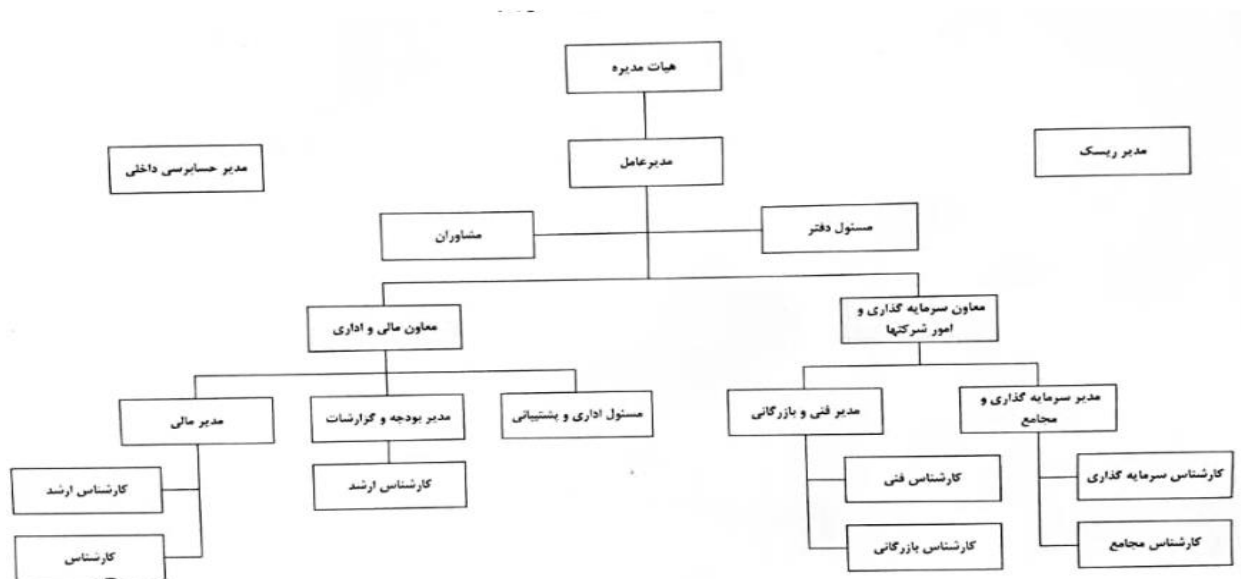 هیات مدیره
مدیرعامل
مدیر ریسک
مدیر حسابرسی داخلی
مسئول دفتر
مشاوران
معاون سرمایه گذاری و
امور شرکتها
معاون مالی و اداری
مدیر سرمایه گذاری و
مجامع
مدیر فنی و بازرگانی
مسئول اداری و پشتیبانی
مدیر بودجه و گزارشات
مدیر مالی
کارشناس سرمایه گذاری
کارشناس فنی
کارشناس ارشد
کارشناس ارشد
کارشناس مجامع
کارشناس بازرگانی
کارشناس